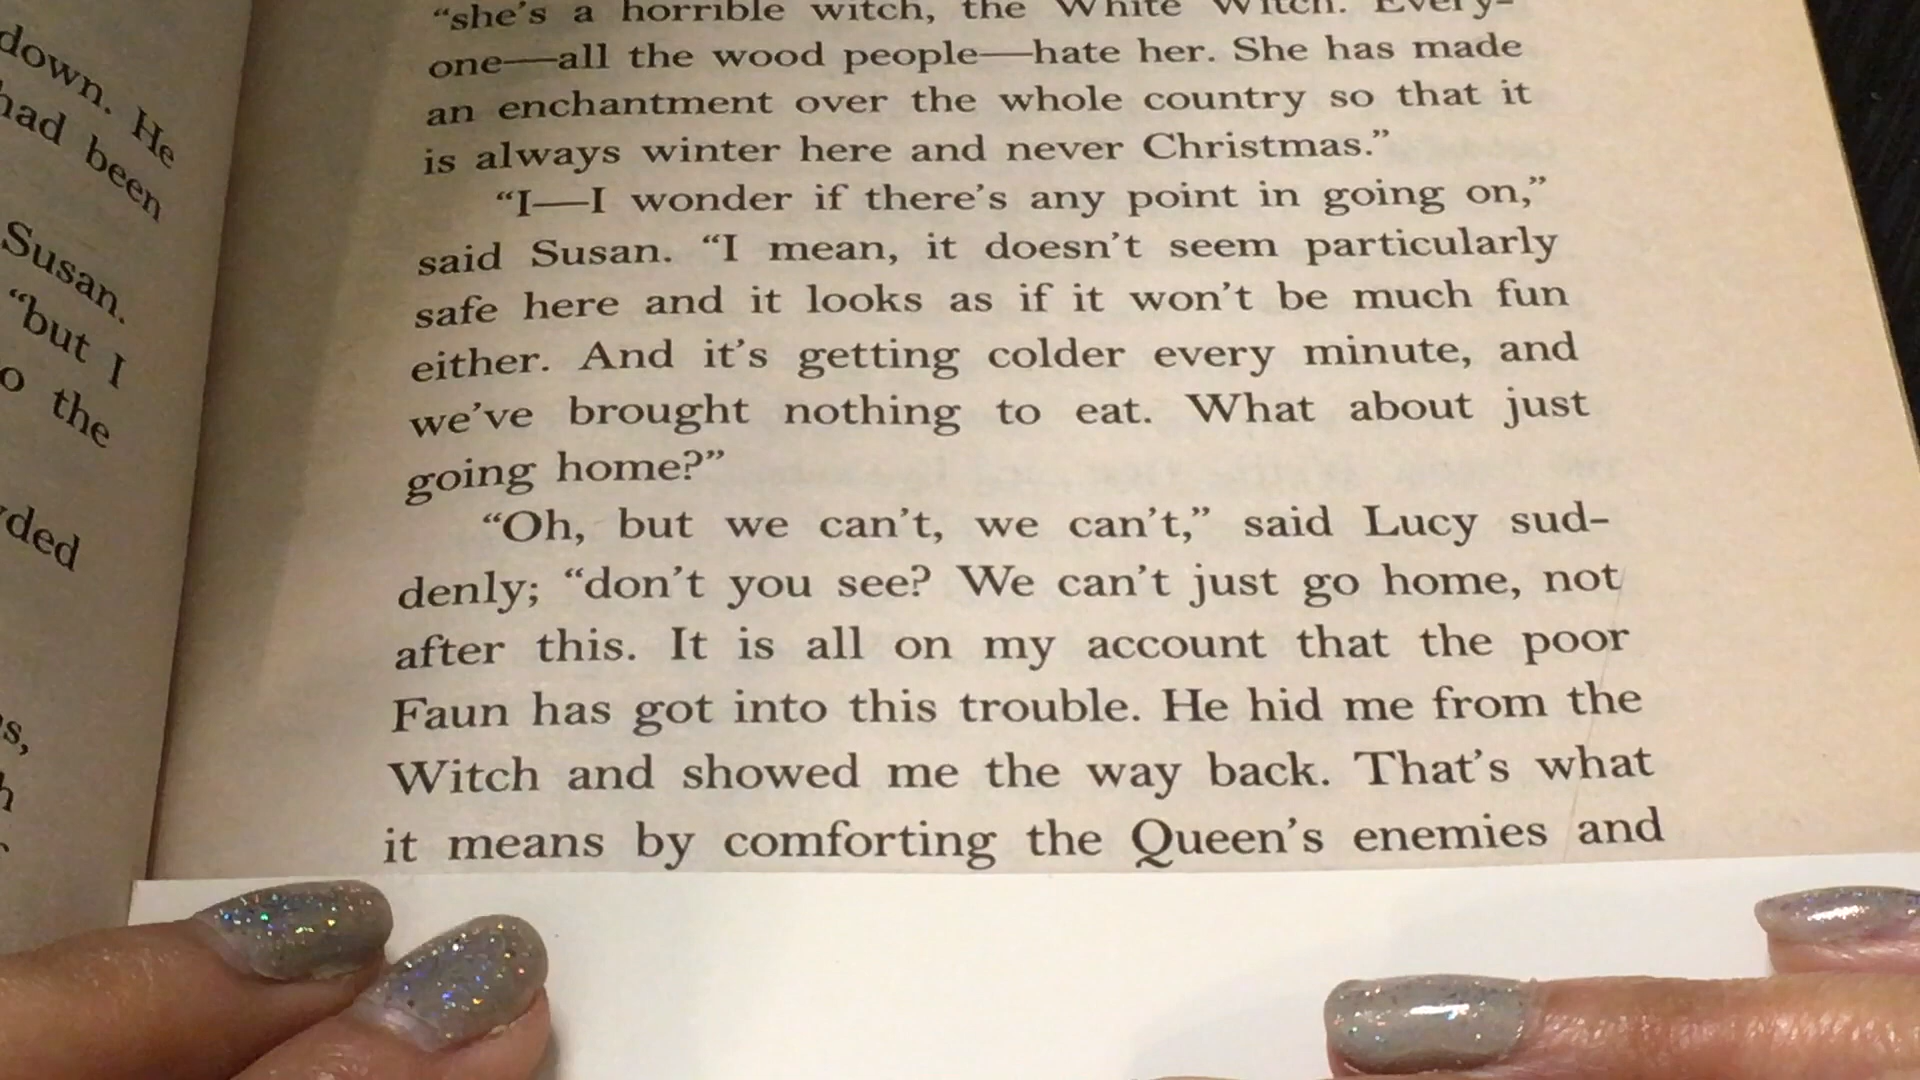 down. He
had been
Susan.
“but I
o the
ded
s,
h
“she’s a horrible witch, the White Witch. Every-
one—all the wood people—hate her. She has made
an enchantment over the whole country so that it
is always winter here and never Christmas.”
“I—I wonder if there’s any point in going on,”
said Susan. “I mean, it doesn’t seem particularly
safe here and it looks as if it won’t be much fun
either. And it’s getting colder every minute, and
we’ve brought nothing to eat. What about just
going home?”
“Oh, but we can’t, we can’t,” said Lucy sud-
denly; “don’t you see? We can’t just go home, not
after this. It is all on my account that the poor
Faun has got into this trouble. He hid me from the
Witch and showed me the way back. That’s what
it means by comforting the Queen’s enemies and